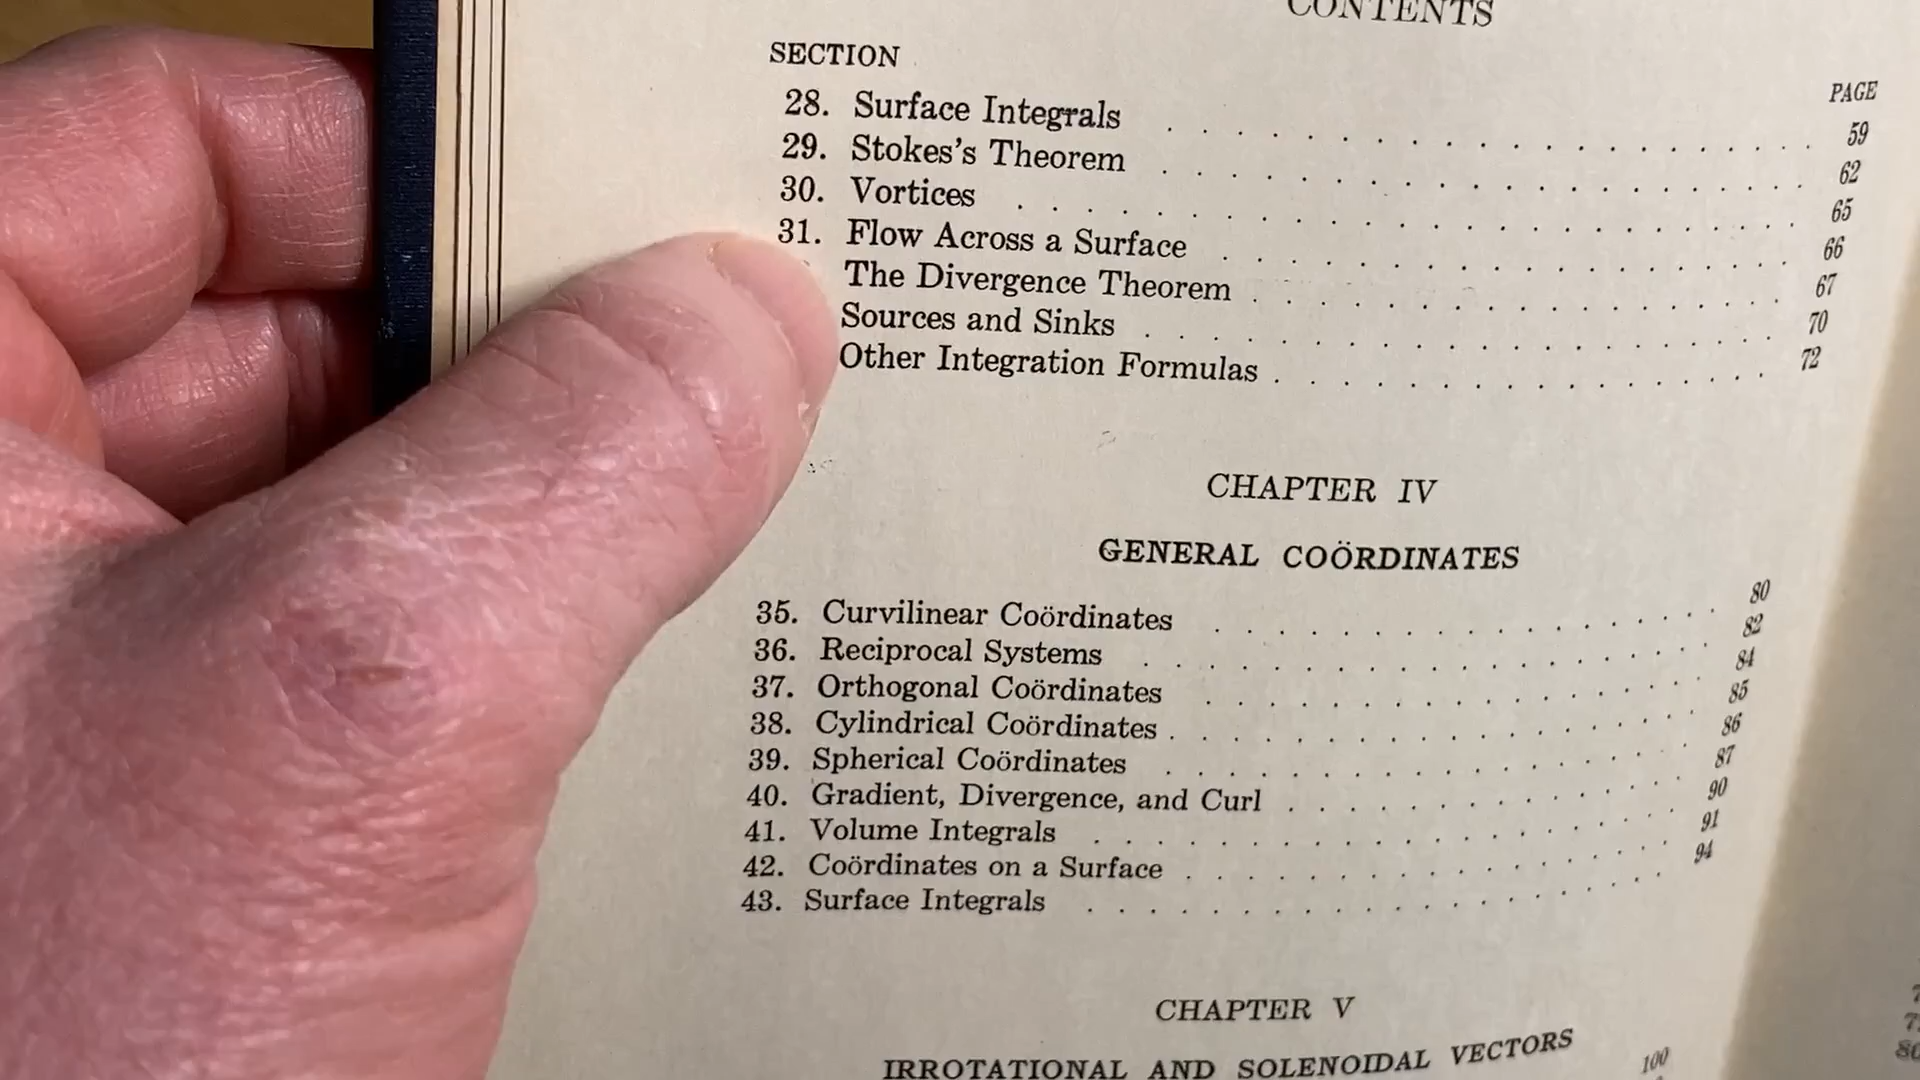 CONTENTS
SECTION PAGE
28. Surface Integrals . . . . . . . . . . . . . . . . . . . 59
29. Stokes's Theorem . . . . . . . . . . . . . . . . . . . 62
30. Vortices . . . . . . . . . . . . . . . . . . . . . . . 65
31. Flow Across a Surface . . . . . . . . . . . . . . . . . 66
The Divergence Theorem . . . . . . . . . . . . . . . . 67
Sources and Sinks . . . . . . . . . . . . . . . . . . . 70
Other Integration Formulas . . . . . . . . . . . . . . 72
CHAPTER IV
GENERAL COÖRDINATES
35. Curvilinear Coördinates . . . . . . . . . . . . . . . . 80
36. Reciprocal Systems . . . . . . . . . . . . . . . . . . 82
37. Orthogonal Coördinates . . . . . . . . . . . . . . . . 84
38. Cylindrical Coördinates . . . . . . . . . . . . . . . . 85
39. Spherical Coördinates . . . . . . . . . . . . . . . . . 86
40. Gradient, Divergence, and Curl . . . . . . . . . . . . 87
41. Volume Integrals . . . . . . . . . . . . . . . . . . . 90
42. Coördinates on a Surface . . . . . . . . . . . . . . . 91
43. Surface Integrals . . . . . . . . . . . . . . . . . . . 94
CHAPTER V
IRROTATIONAL AND SOLENOIDAL VECTORS
100